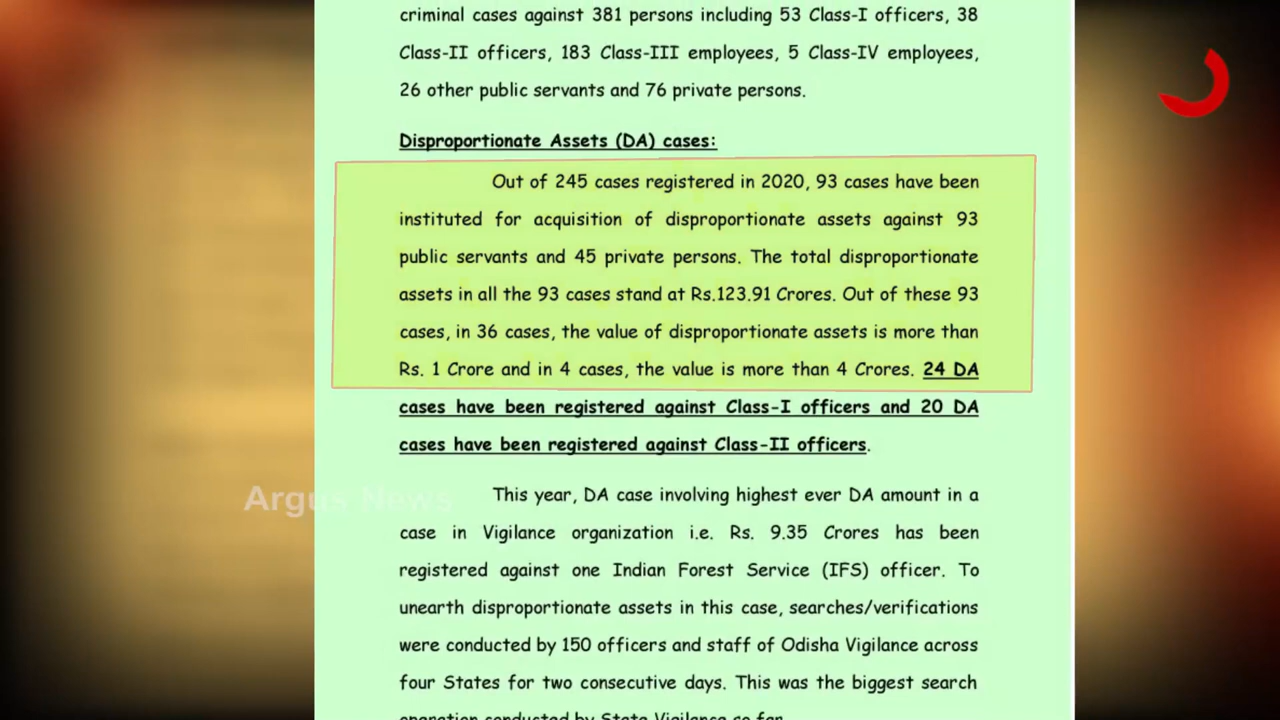 criminal cases against 381 persons including 53 Class-I officers, 38
Class-II officers, 183 Class-III employees, 5 Class-IV employees,
26 other public servants and 76 private persons.
Disproportionate Assets (DA) cases:
Out of 245 cases registered in 2020, 93 cases have been
instituted for acquisition of disproportionate assets against 93
public servants and 45 private persons. The total disproportionate
assets in all the 93 cases stand at Rs.123.91 Crores. Out of these 93
cases, in 36 cases, the value of disproportionate assets is more than
Rs. 1 Crore and in 4 cases, the value is more than 4 Crores. 24 DA
cases have been registered against Class-I officers and 20 DA
cases have been registered against Class-II officers.
Argus News
This year, DA case involving highest ever DA amount in a
case in Vigilance organization i.e. Rs. 9.35 Crores has been
registered against one Indian Forest Service (IFS) officer. To
unearth disproportionate assets in this case, searches/verifications
were conducted by 150 officers and staff of Odisha Vigilance across
four States for two consecutive days. This was the biggest search
operation conducted by State Vigilance so far